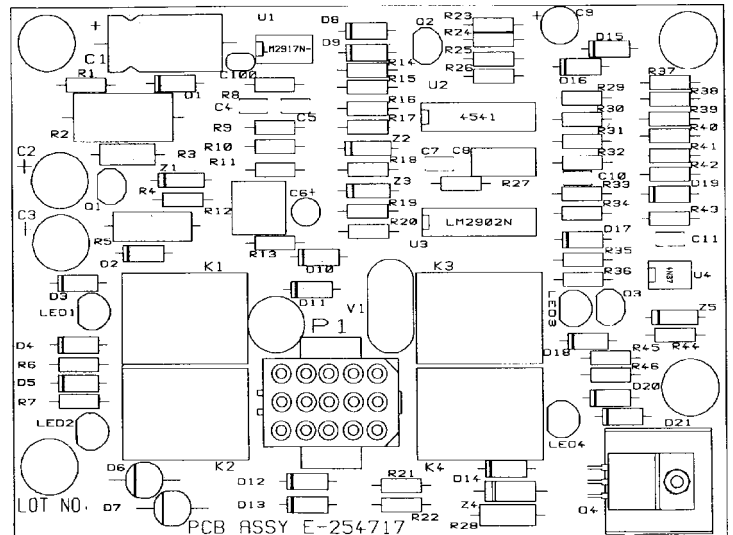 U1
D8
Q2
R23
C9
+
+
R24
D15
LM2917N-
D9
C1
R14
R25
R1
C100
D16
R37
R15
R26
D1
R8
U2
R29
R38
C4
C5
R16
4541
R30
R39
R2
R9
R17
R31
R40
R10
Z2
C7
C8
R32
R41
C2
R3
+
R11
R18
R42
Z1
C10
R4
Z3
R27
R33
D19
Q1
R12
C6+
C3
R19
LM2902N
R34
R43
+
R20
D17
R5
U3
C11
D2
R13
R35
D10
K1
K3
R36
4N37
U4
D3
D11
LED1
V1
LED3
Q3
Z5
P1
D4
D18
R44
R6
R45
D5
R46
R7
D20
LED2
LED4
D21
K2
K4
D6
D12
R21
D14
D7
D13
LOT NO.
R22
Z4
Q4
R28
PCB ASSY E-254717